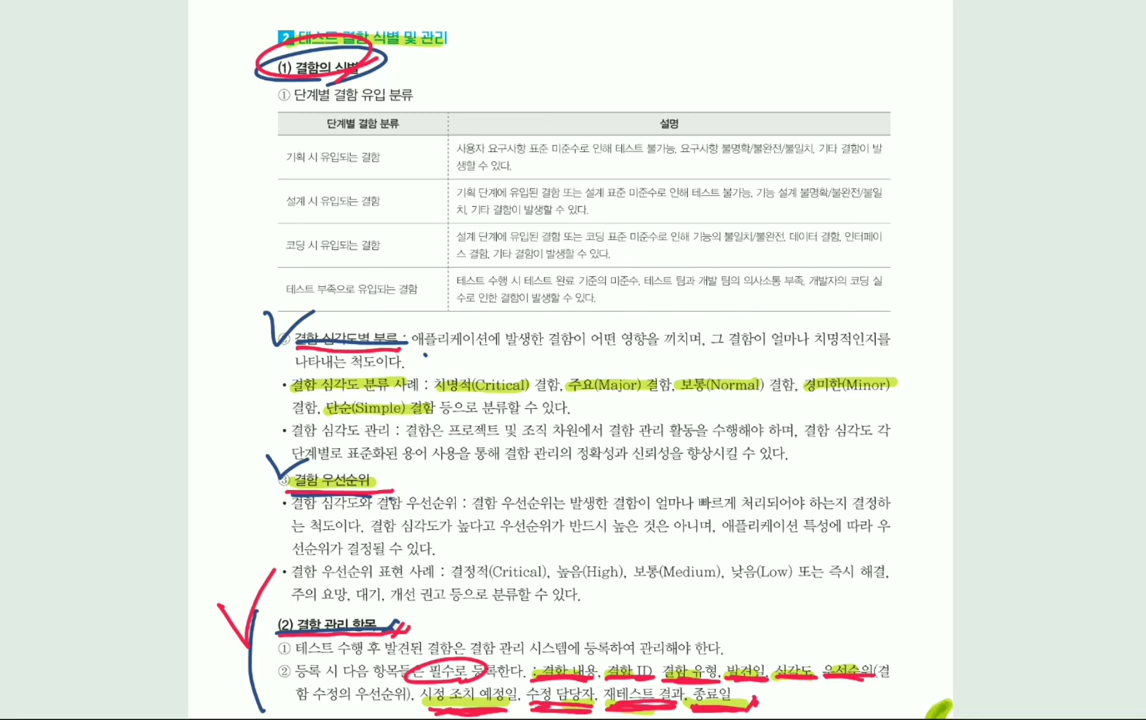 2 테스트 결함 식별 및 관리
(1) 결함의 식별
① 단계별 결함 유입 분류
단계별 결함 분류 설명
기획 시 유입되는 결함
사용자 요구사항 표준 미준수로 인해 테스트 불가능, 요구사항 불명확/불완전/불일치, 기타 결함이 발
생할 수 있다.
설계 시 유입되는 결함
기획 단계에 유입된 결함 또는 설계 표준 미준수로 인해 테스트 불가능, 기능 설계 불명확/불완전/불일
치, 기타 결함이 발생할 수 있다.
코딩 시 유입되는 결함
설계 단계에 유입된 결함 또는 코딩 표준 미준수로 인해 기능의 불일치/불완전, 데이터 결함, 인터페이
스 결함, 기타 결함이 발생할 수 있다.
테스트 부족으로 유입되는 결함
테스트 수행 시 테스트 완료 기준의 미준수, 테스트 팀과 개발 팀의 의사소통 부족, 개발자의 코딩 실
수로 인한 결함이 발생할 수 있다.
② 결함 심각도별 분류 : 애플리케이션에 발생한 결함이 어떤 영향을 끼치며, 그 결함이 얼마나 치명적인지를
나타내는 척도이다.
• 결함 심각도 분류 사례 : 치명적(Critical) 결함, 주요(Major) 결함, 보통(Normal) 결함, 경미한(Minor)
결함, 단순(Simple) 결함 등으로 분류할 수 있다.
• 결함 심각도 관리 : 결함은 프로젝트 및 조직 차원에서 결함 관리 활동을 수행해야 하며, 결함 심각도 각
단계별로 표준화된 용어 사용을 통해 결함 관리의 정확성과 신뢰성을 향상시킬 수 있다.
③ 결함 우선순위
• 결함 심각도와 결함 우선순위 : 결함 우선순위는 발생한 결함이 얼마나 빠르게 처리되어야 하는지 결정하
는 척도이다. 결함 심각도가 높다고 우선순위가 반드시 높은 것은 아니며, 애플리케이션 특성에 따라 우
선순위가 결정될 수 있다.
• 결함 우선순위 표현 사례 : 결정적(Critical), 높음(High), 보통(Medium), 낮음(Low) 또는 즉시 해결,
주의 요망, 대기, 개선 권고 등으로 분류할 수 있다.
(2) 결함 관리 항목
① 테스트 수행 후 발견된 결함은 결함 관리 시스템에 등록하여 관리해야 한다.
② 등록 시 다음 항목들은 필수로 등록한다. : 결함 내용, 결함 ID, 결함 유형, 발견일, 심각도, 우선순위(결
함 수정의 우선순위), 시정 조치 예정일, 수정 담당자, 재테스트 결과, 종료일